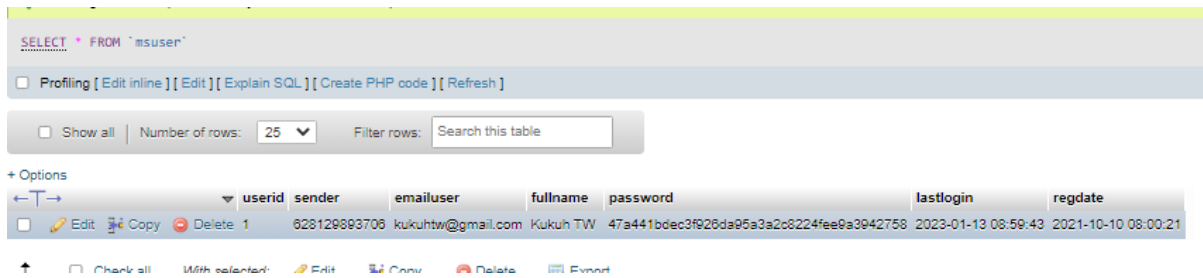 SELECT * FROM `msuser`
Profiling [ Edit inline ] [ Edit ] [ Explain SQL ] [ Create PHP code ] [ Refresh ]
Show all | Number of rows: 25 Filter rows: Search this table
+ Options
←T→ userid sender emailuser fullname password lastlogin regdate
Edit Copy Delete 1 628129893706 kukuhtw@gmail.com Kukuh TW 47a441bdec3f926da95a3a2c8224fee9a3942758 2023-01-13 08:59:43 2021-10-10 08:00:21
Check all With selected: Edit Copy Delete Export